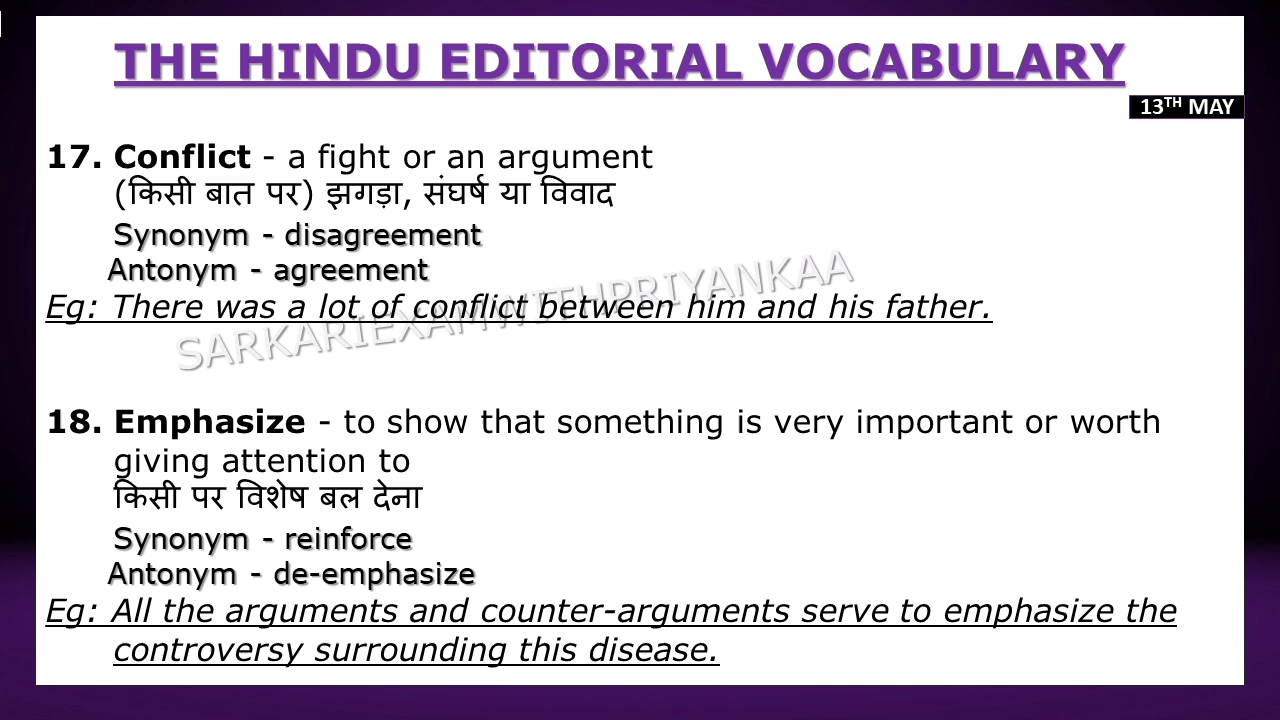 THE HINDU EDITORIAL VOCABULARY
13TH MAY
17. Conflict - a fight or an argument
(किसी बात पर) झगड़ा, संघर्ष या विवाद
Synonym - disagreement
Antonym - agreement
Eg: There was a lot of conflict between him and his father.
SARKARIEXAMWITHPRIYANKAA
18. Emphasize - to show that something is very important or worth
giving attention to
किसी पर विशेष बल देना
Synonym - reinforce
Antonym - de-emphasize
Eg: All the arguments and counter-arguments serve to emphasize the
controversy surrounding this disease.